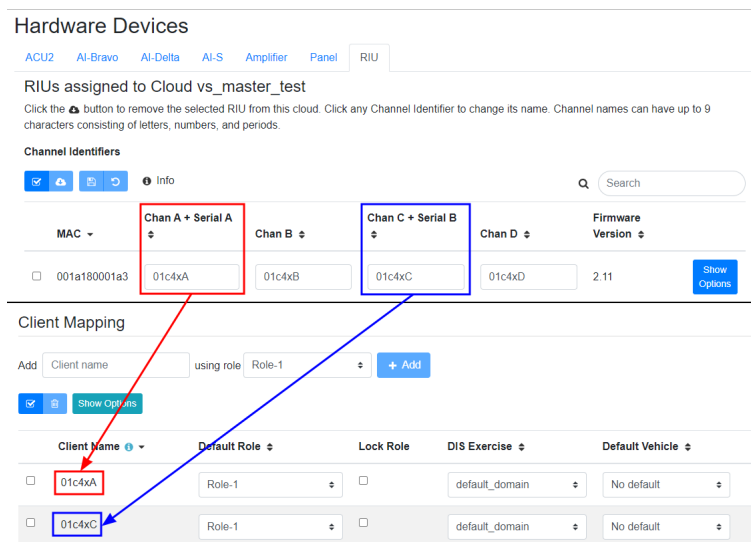 Hardware Devices
ACU2 AI-Bravo AI-Delta AI-S Amplifier Panel RIU
RIUs assigned to Cloud vs_master_test
Click the button to remove the selected RIU from this cloud. Click any Channel Identifier to change its name. Channel names can have up to 9
characters consisting of letters, numbers, and periods.
Channel Identifiers
Info Search
MAC Chan A + Serial A Chan B Chan C + Serial B Chan D Firmware Version
001a180001a3 01c4xA 01c4xB 01c4xC 01c4xD 2.11 Show Options
Client Mapping
Add Client name using role Role-1 + Add
Show Options
Client Name Default Role Lock Role DIS Exercise Default Vehicle
01c4xA Role-1 default_domain No default
01c4xC Role-1 default_domain No default